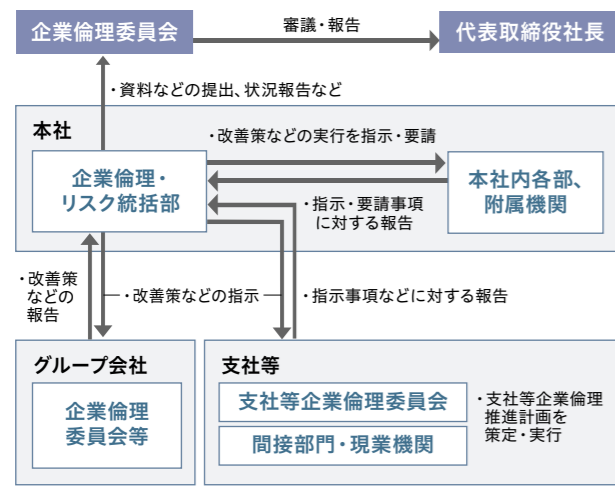 企業倫理委員会
審議・報告
代表取締役社長
・資料などの提出、状況報告など
本社
・改善策などの実行を指示・要請
企業倫理・
リスク統括部
本社内各部、
附属機関
・指示・要請事項
に対する報告
・改善策
などの
報告
・改善策などの指示
・指示事項などに対する報告
グループ会社
企業倫理
委員会等
支社等
支社等企業倫理委員会
間接部門・現業機関
・支社等企業倫理
推進計画を
策定・実行